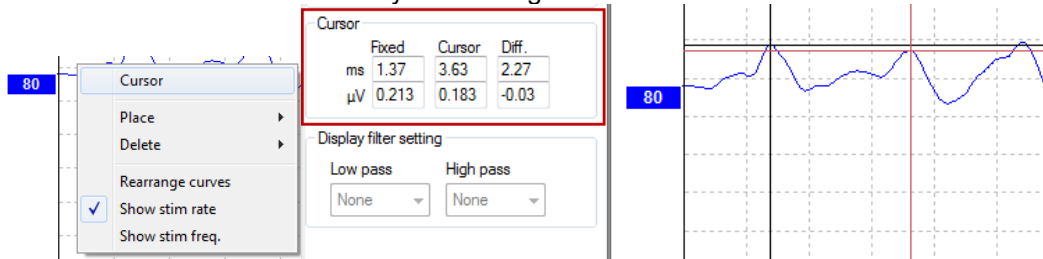 80
Cursor
Place
Delete
Rearrange curves
Show stim rate
Show stim freq.
Cursor
Fixed Cursor Diff.
ms 1.37 3.63 2.27
µV 0.213 0.183 -0.03
Display filter setting
Low pass High pass
None None
80